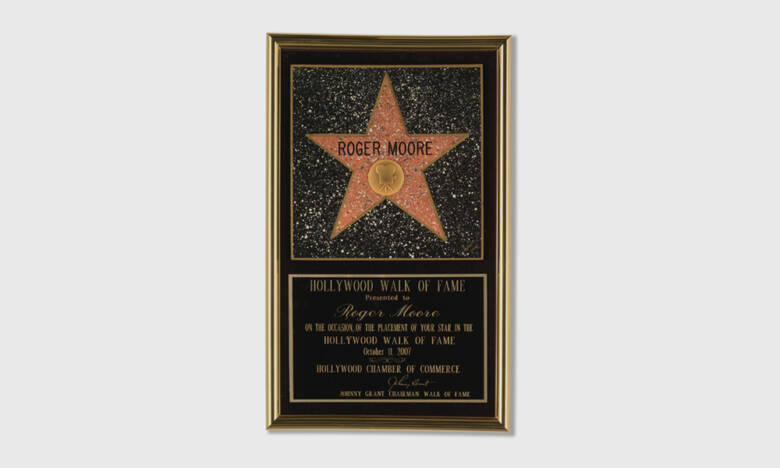 ROGER MOORE
HOLLYWOOD WALK OF FAME
Presented to
Roger Moore
ON THE OCCASION OF THE PLACEMENT OF YOUR STAR IN THE
HOLLYWOOD WALK OF FAME
October 11, 2007
HOLLYWOOD CHAMBER OF COMMERCE
Johnny Grant
JOHNNY GRANT CHAIRMAN WALK OF FAME